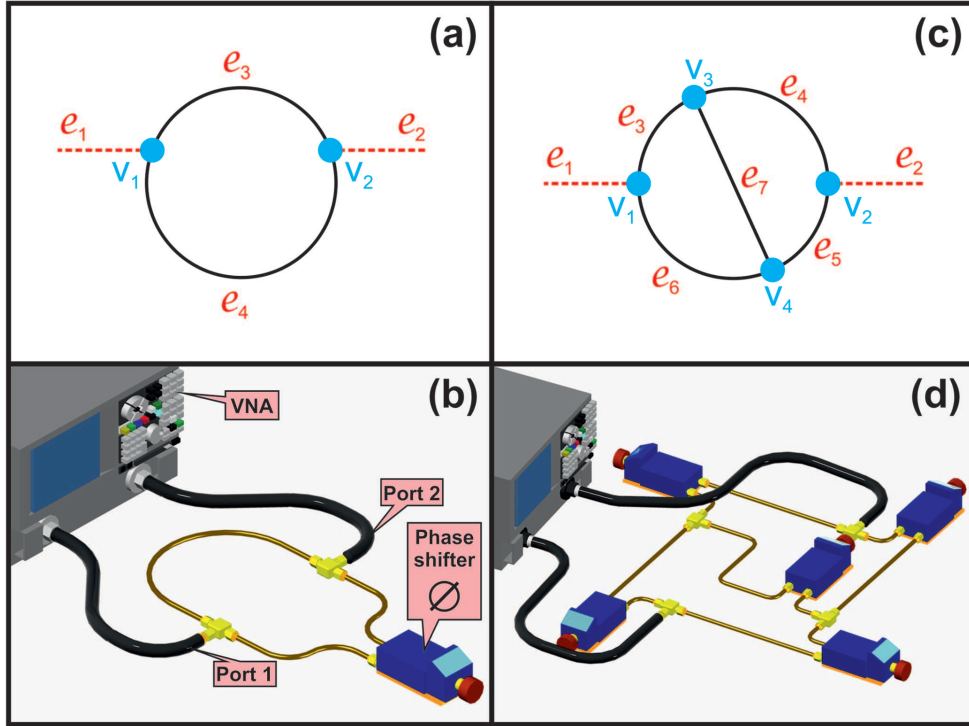 (a)
e₃
e₁
e₂
V₁
V₂
e₄
(c)
V₃
e₄
e₃
e₁
e₇
e₂
V₁
V₂
e₆
e₅
V₄
(b)
VNA
Port 2
Phase
shifter
Ø
Port 1
(d)